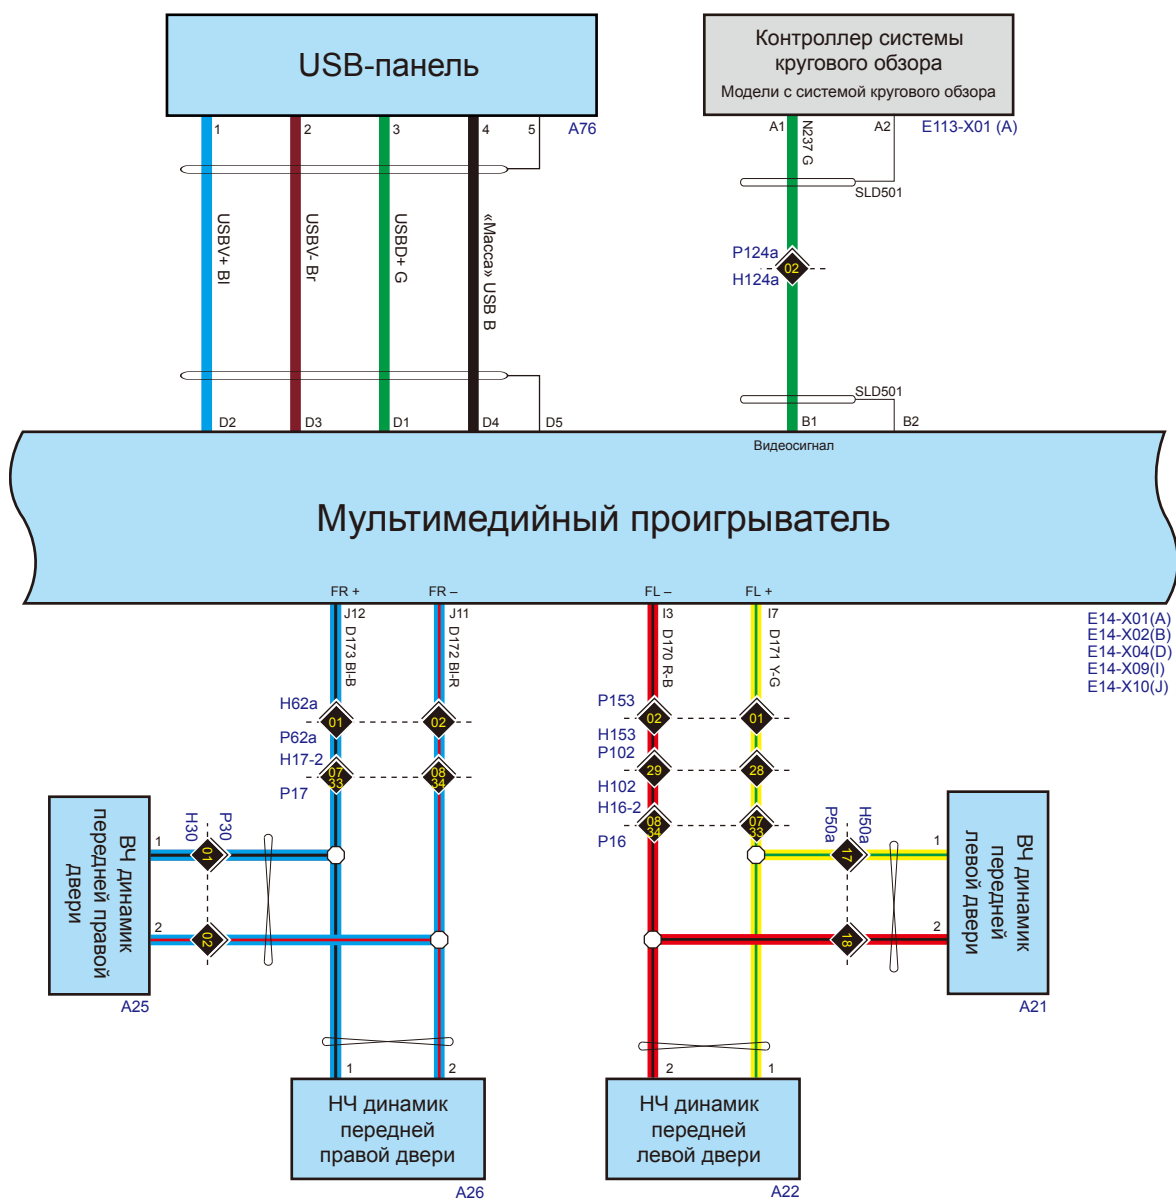 USB-панель
Контроллер системы
кругового обзора
Модели с системой кругового обзора
1
2
3
4
5
A76
A1
N237 G
A2
E113-X01 (A)
SLD501
USBV+ Bl
USBV- Br
USBD+ G
«Масса» USB B
P124a
02
H124a
SLD501
D2
D3
D1
D4
D5
B1
B2
Видеосигнал
Мультимедийный проигрыватель
FR +
FR –
FL –
FL +
J12
J11
I3
I7
E14-X01(A)
E14-X02(B)
E14-X04(D)
E14-X09(I)
E14-X10(J)
D173 Bl-B
D172 Bl-R
D170 R-B
D171 Y-G
H62a
01
02
P62a
P153
02
01
H153
H17-2
07
33
08
34
P17
P102
29
28
H102
H16-2
08
34
07
33
P16
ВЧ динамик
передней правой
двери
1
2
H30
P30
01
02
A25
P50a
H50a
17
18
1
2
ВЧ динамик
передней
левой двери
A21
1
2
2
1
НЧ динамик
передней
правой двери
A26
НЧ динамик
передней
левой двери
A22